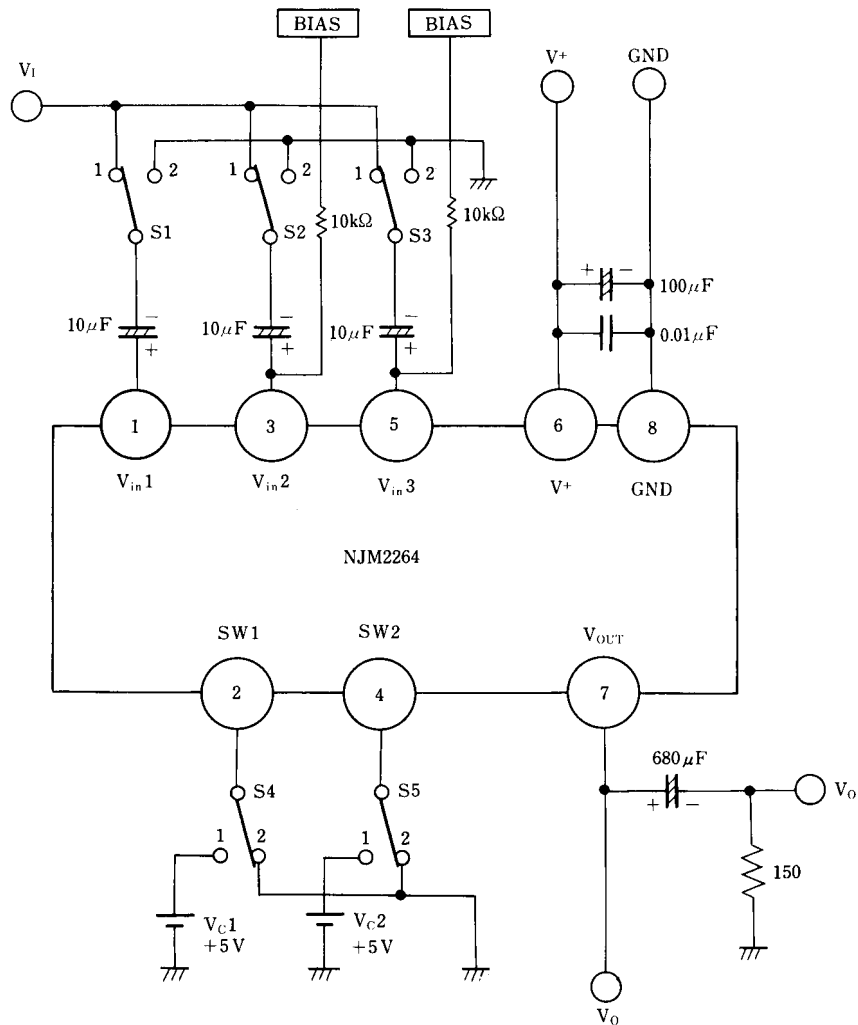 BIAS BIAS
V+ GND
VI
1 2 1 2 1 2
S1 S2 10kΩ S3 10kΩ
+ − 100μF
10μF − + 10μF − + 10μF − + 0.01μF
1 3 5 6 8
Vin1 Vin2 Vin3 V+ GND
NJM2264
SW1 SW2 VOUT
2 4 7
680μF
S4 S5 + − VO
1 2 1 2
150
VC1 VC2
+5V +5V
VO